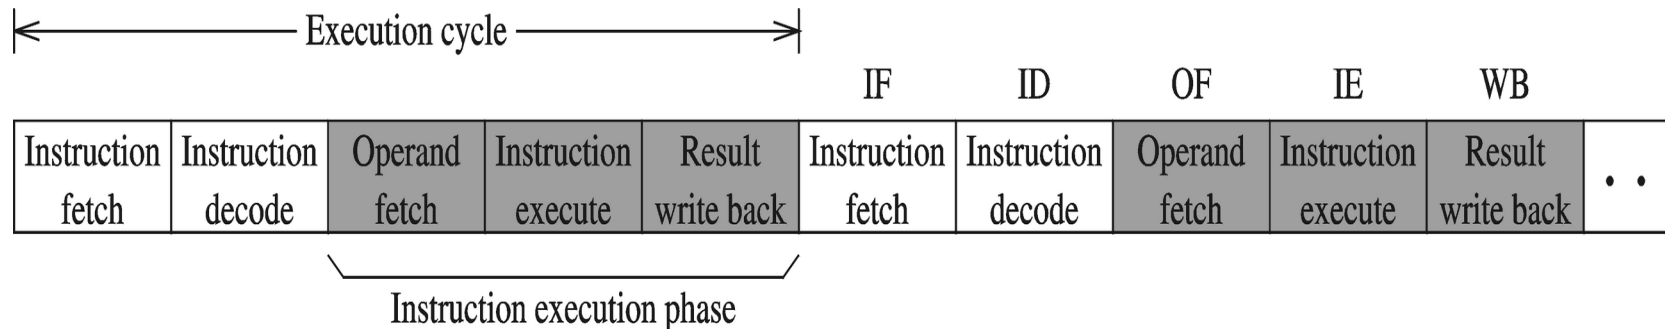 Execution cycle
IF ID OF IE WB
Instruction Instruction Operand Instruction Result Instruction Instruction Operand Instruction Result
fetch decode fetch execute write back fetch decode fetch execute write back
Instruction execution phase